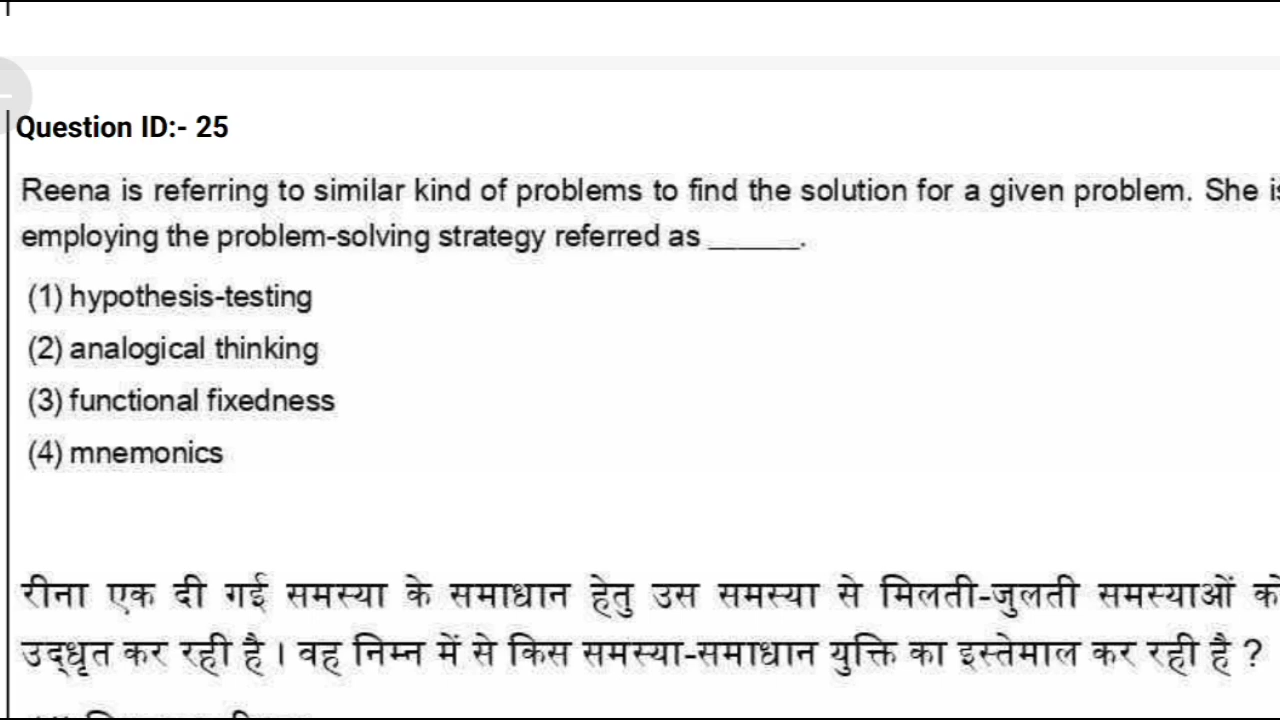 Question ID:- 25
Reena is referring to similar kind of problems to find the solution for a given problem. She is
employing the problem-solving strategy referred as ______.
(1) hypothesis-testing
(2) analogical thinking
(3) functional fixedness
(4) mnemonics
रीना एक दी गई समस्या के समाधान हेतु उस समस्या से मिलती-जुलती समस्याओं को
उद्धृत कर रही है । वह निम्न में से किस समस्या-समाधान युक्ति का इस्तेमाल कर रही है ?